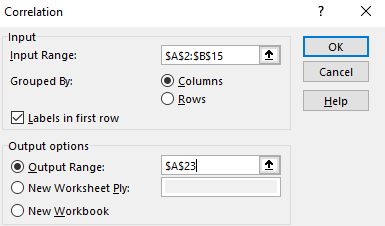 Correlation ? ×
Input
Input Range: $A$2:$B$15 OK
Grouped By: Columns Cancel
Rows Help
Labels in first row
Output options
Output Range: $A$23
New Worksheet Ply:
New Workbook